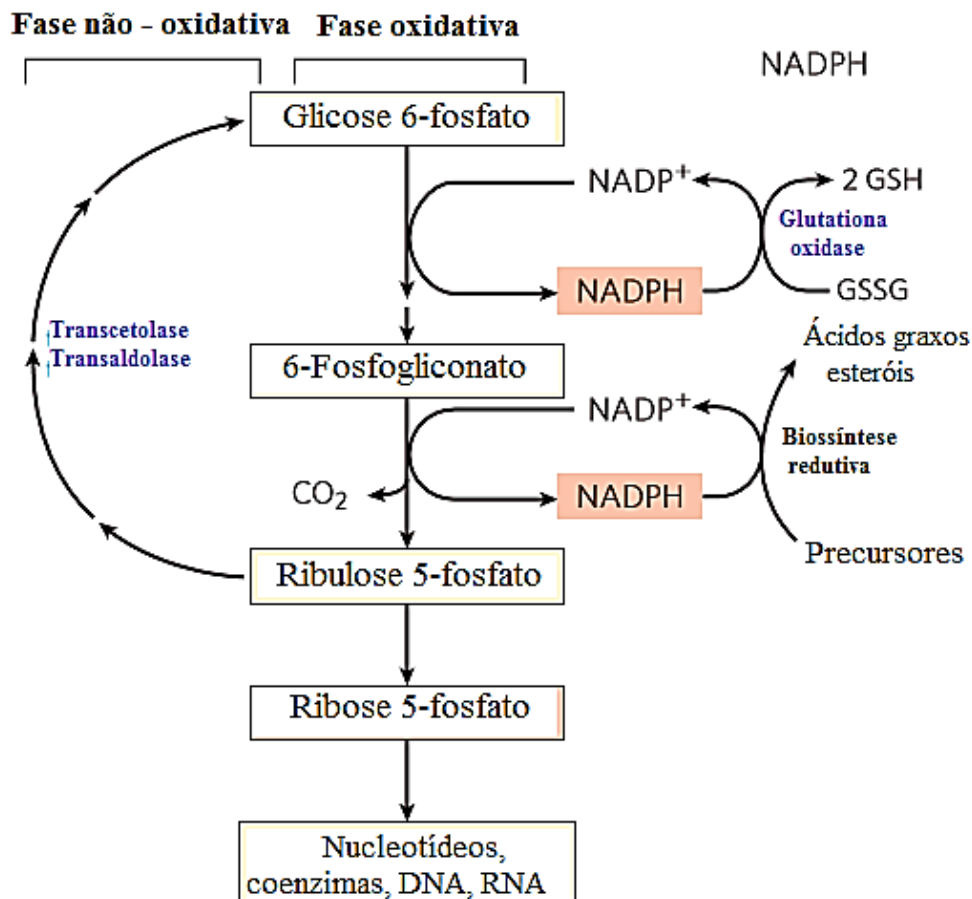 Fase não - oxidativa
Fase oxidativa
NADPH
Glicose 6-fosfato
NADP+
2 GSH
Glutationa
oxidase
NADPH
GSSG
Transcetolase
Transaldolase
6-Fosfogliconato
Ácidos graxos
esteróis
NADP+
Biossíntese
redutiva
CO2
NADPH
Precursores
Ribulose 5-fosfato
Ribose 5-fosfato
Nucleotídeos,
coenzimas, DNA, RNA